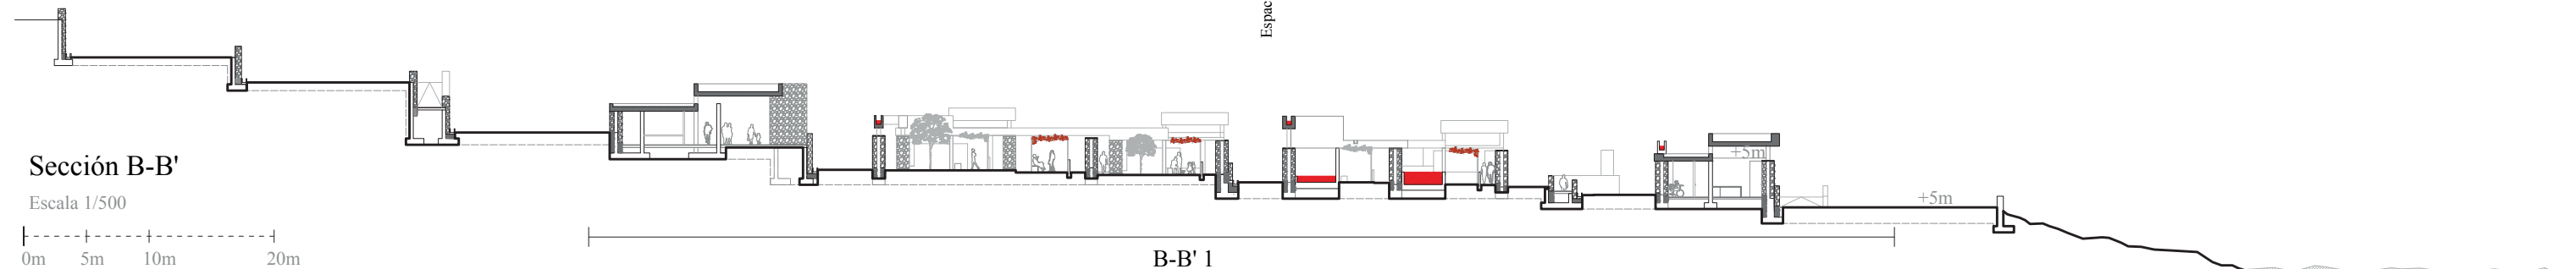 Espac
+5m
Sección B-B'
Escala 1/500
+5m
0m 5m 10m 20m
B-B' 1